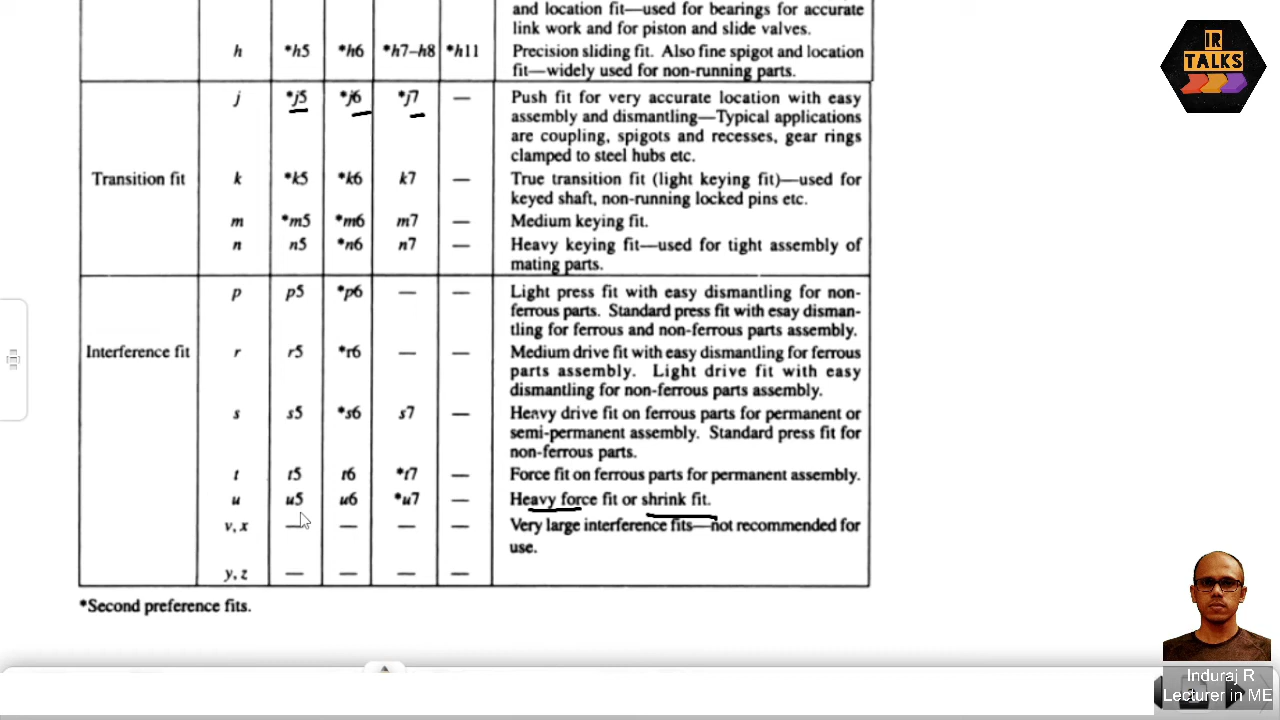 and location fit—used for bearings for accurate
link work and for piston and slide valves.
h *h5 *h6 *h7–h8 *h11 Precision sliding fit. Also fine spigot and location
fit—widely used for non-running parts.
j *j5 *j6 *j7 — Push fit for very accurate location with easy
assembly and dismantling—Typical applications
are coupling, spigots and recesses, gear rings
clamped to steel hubs etc.
Transition fit k *k5 *k6 k7 — True transition fit (light keying fit)—used for
keyed shaft, non-running locked pins etc.
m *m5 *m6 m7 — Medium keying fit.
n n5 *n6 n7 — Heavy keying fit—used for tight assembly of
mating parts.
p p5 *p6 — — Light press fit with easy dismantling for non-
ferrous parts. Standard press fit with esay disman-
tling for ferrous and non-ferrous parts assembly.
Interference fit r r5 *r6 — — Medium drive fit with easy dismantling for ferrous
parts assembly. Light drive fit with easy
dismantling for non-ferrous parts assembly.
s s5 *s6 s7 — Heavy drive fit on ferrous parts for permanent or
semi-permanent assembly. Standard press fit for
non-ferrous parts.
t t5 t6 *t7 — Force fit on ferrous parts for permanent assembly.
u u5 u6 *u7 — Heavy force fit or shrink fit.
v, x — — — — Very large interference fits—not recommended for
use.
y, z — — — —
*Second preference fits.
IR
TALKS
Induraj R
Lecturer in ME